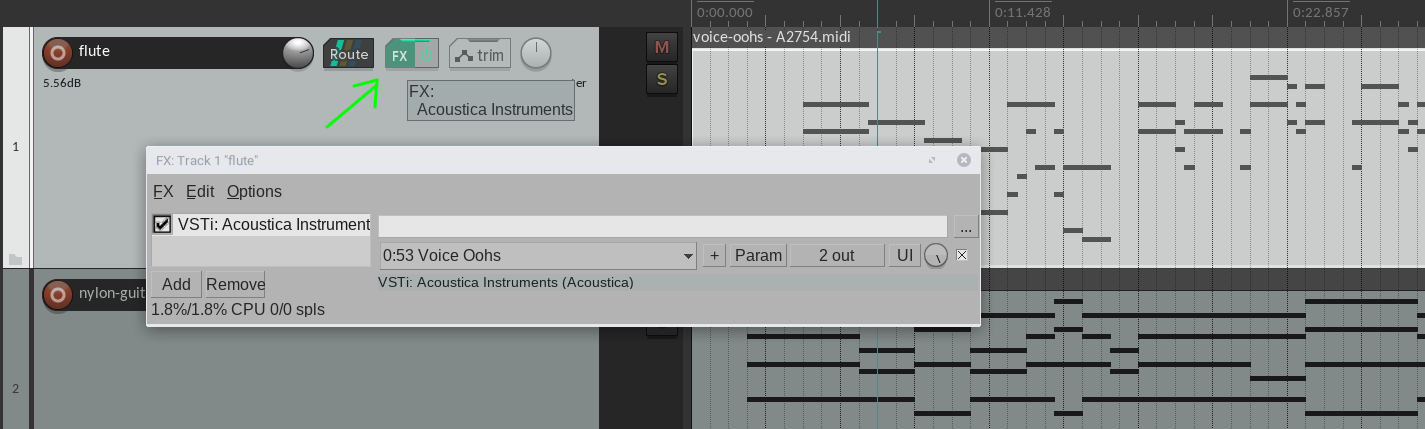 0:00.000
0:11.428
0:22.857
flute
Route
FX
trim
M
voice-oohs - A2754.midi
5.56dB
er
S
FX:
Acoustica Instruments
1
FX: Track 1 "flute"
FX Edit Options
VSTi: Acoustica Instrument
...
0:53 Voice Oohs
+
Param
2 out
UI
Add
Remove
VSTi: Acoustica Instruments (Acoustica)
1.8%/1.8% CPU 0/0 spls
nylon-guit
2